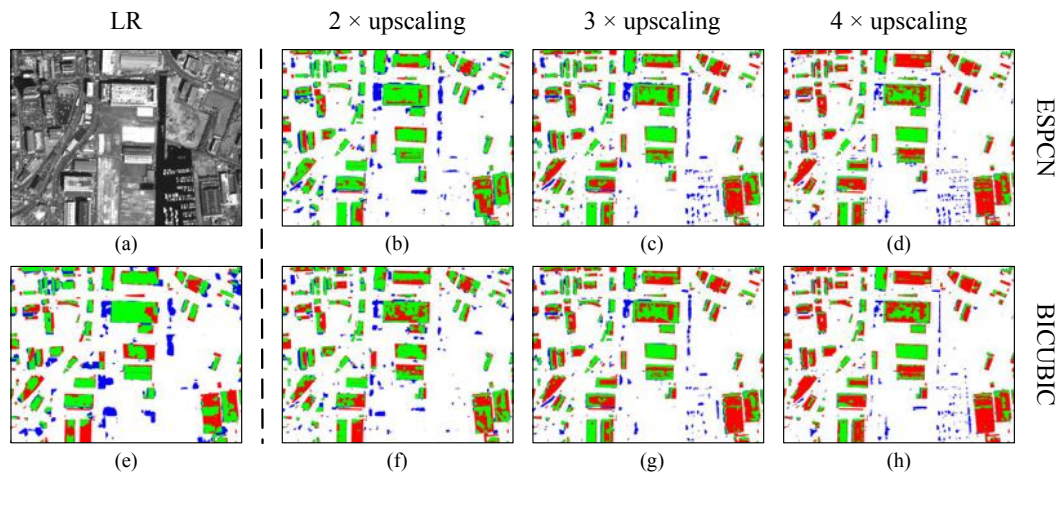 LR 2 × upscaling 3 × upscaling 4 × upscaling
ESPCN
(a) (b) (c) (d)
BICUBIC
(e) (f) (g) (h)